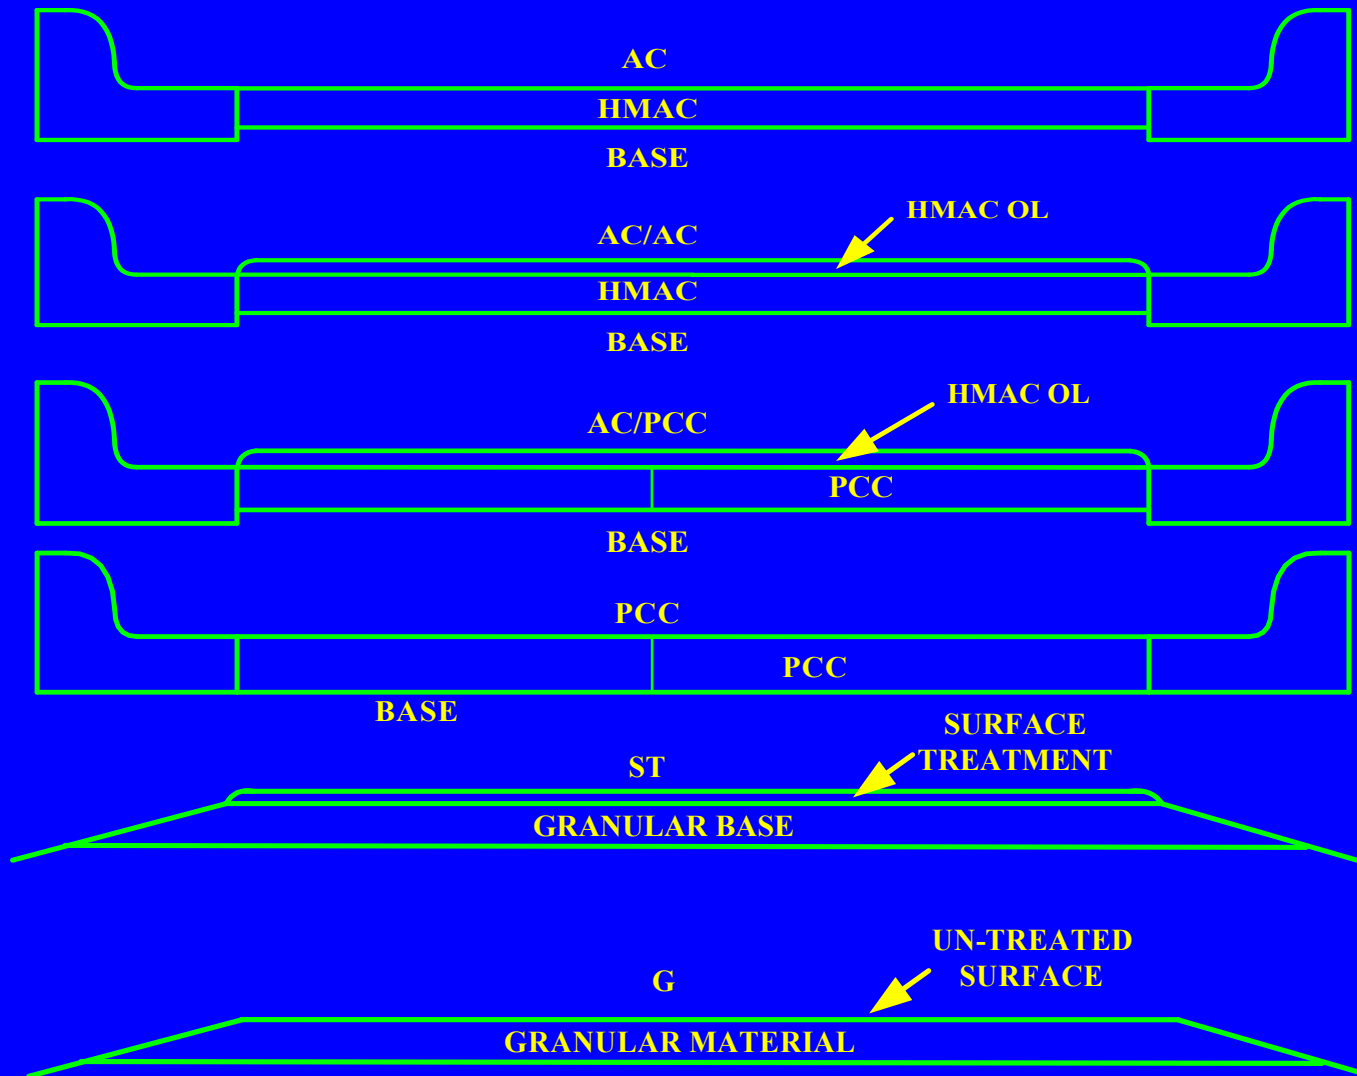 AC
HMAC
BASE
HMAC OL
AC/AC
HMAC
BASE
HMAC OL
AC/PCC
PCC
BASE
PCC
PCC
BASE
SURFACE
TREATMENT
ST
GRANULAR BASE
UN-TREATED
SURFACE
G
GRANULAR MATERIAL